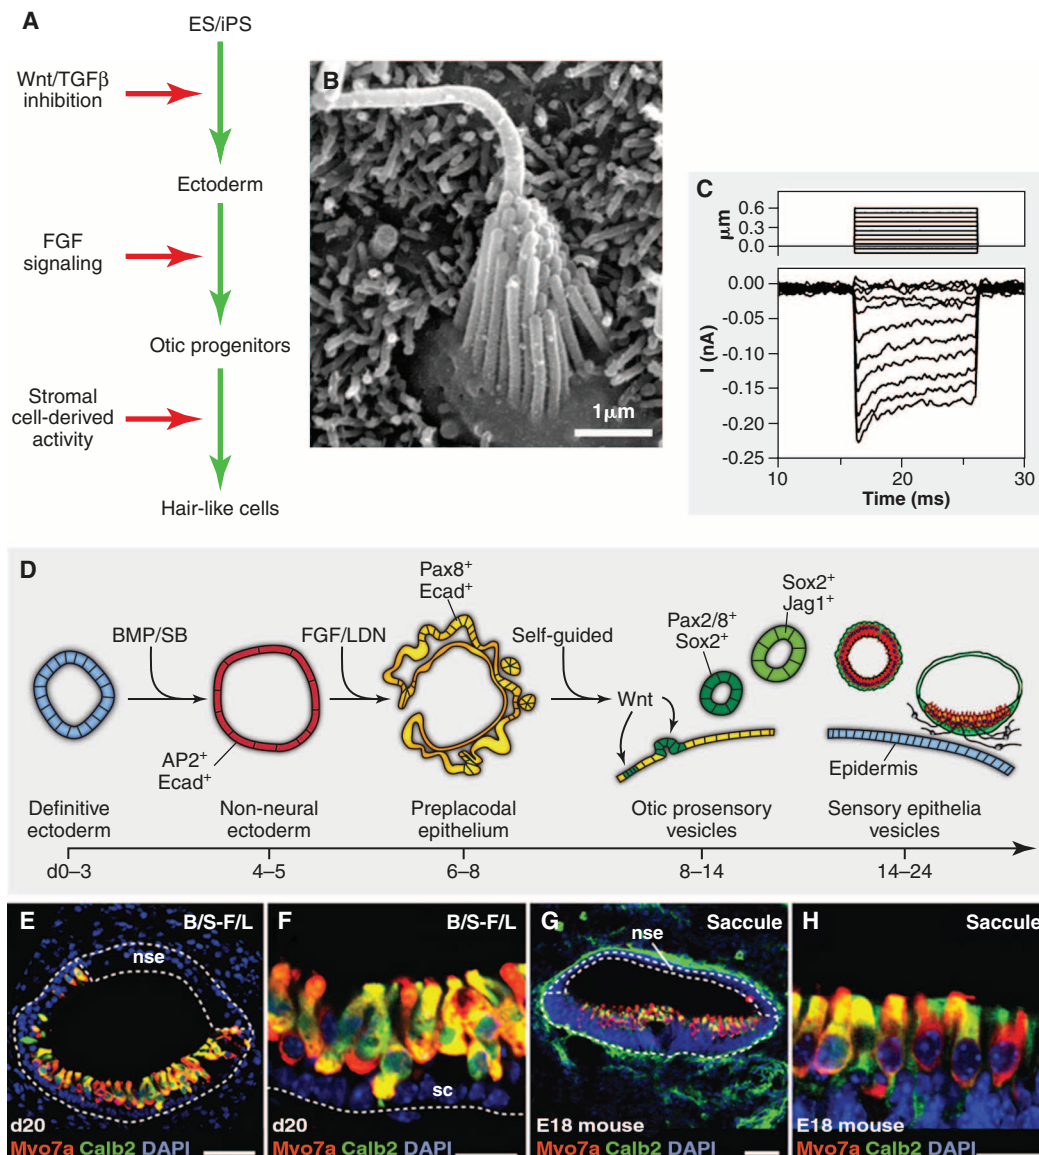 A
ES/iPS
Wnt/TGFβ
inhibition
Ectoderm
FGF
signaling
Otic progenitors
Stromal
cell-derived
activity
Hair-like cells
B
1μm
C
μm
0.6
0.3
0.0
I (nA)
0.00
-0.05
-0.10
-0.15
-0.20
-0.25
10
20
30
Time (ms)
D
BMP/SB
FGF/LDN
Pax8+
Ecad+
Self-guided
Pax2/8+
Sox2+
Sox2+
Jag1+
Wnt
AP2+
Ecad+
Epidermis
Definitive
ectoderm
Non-neural
ectoderm
Preplacodal
epithelium
Otic prosensory
vesicles
Sensory epithelia
vesicles
d0–3
4–5
6–8
8–14
14–24
E
B/S-F/L
nse
d20
Myo7a Calb2 DAPI
F
B/S-F/L
sc
d20
Myo7a Calb2 DAPI
G
Saccule
nse
E18 mouse
Myo7a Calb2 DAPI
H
Saccule
E18 mouse
Myo7a Calb2 DAPI